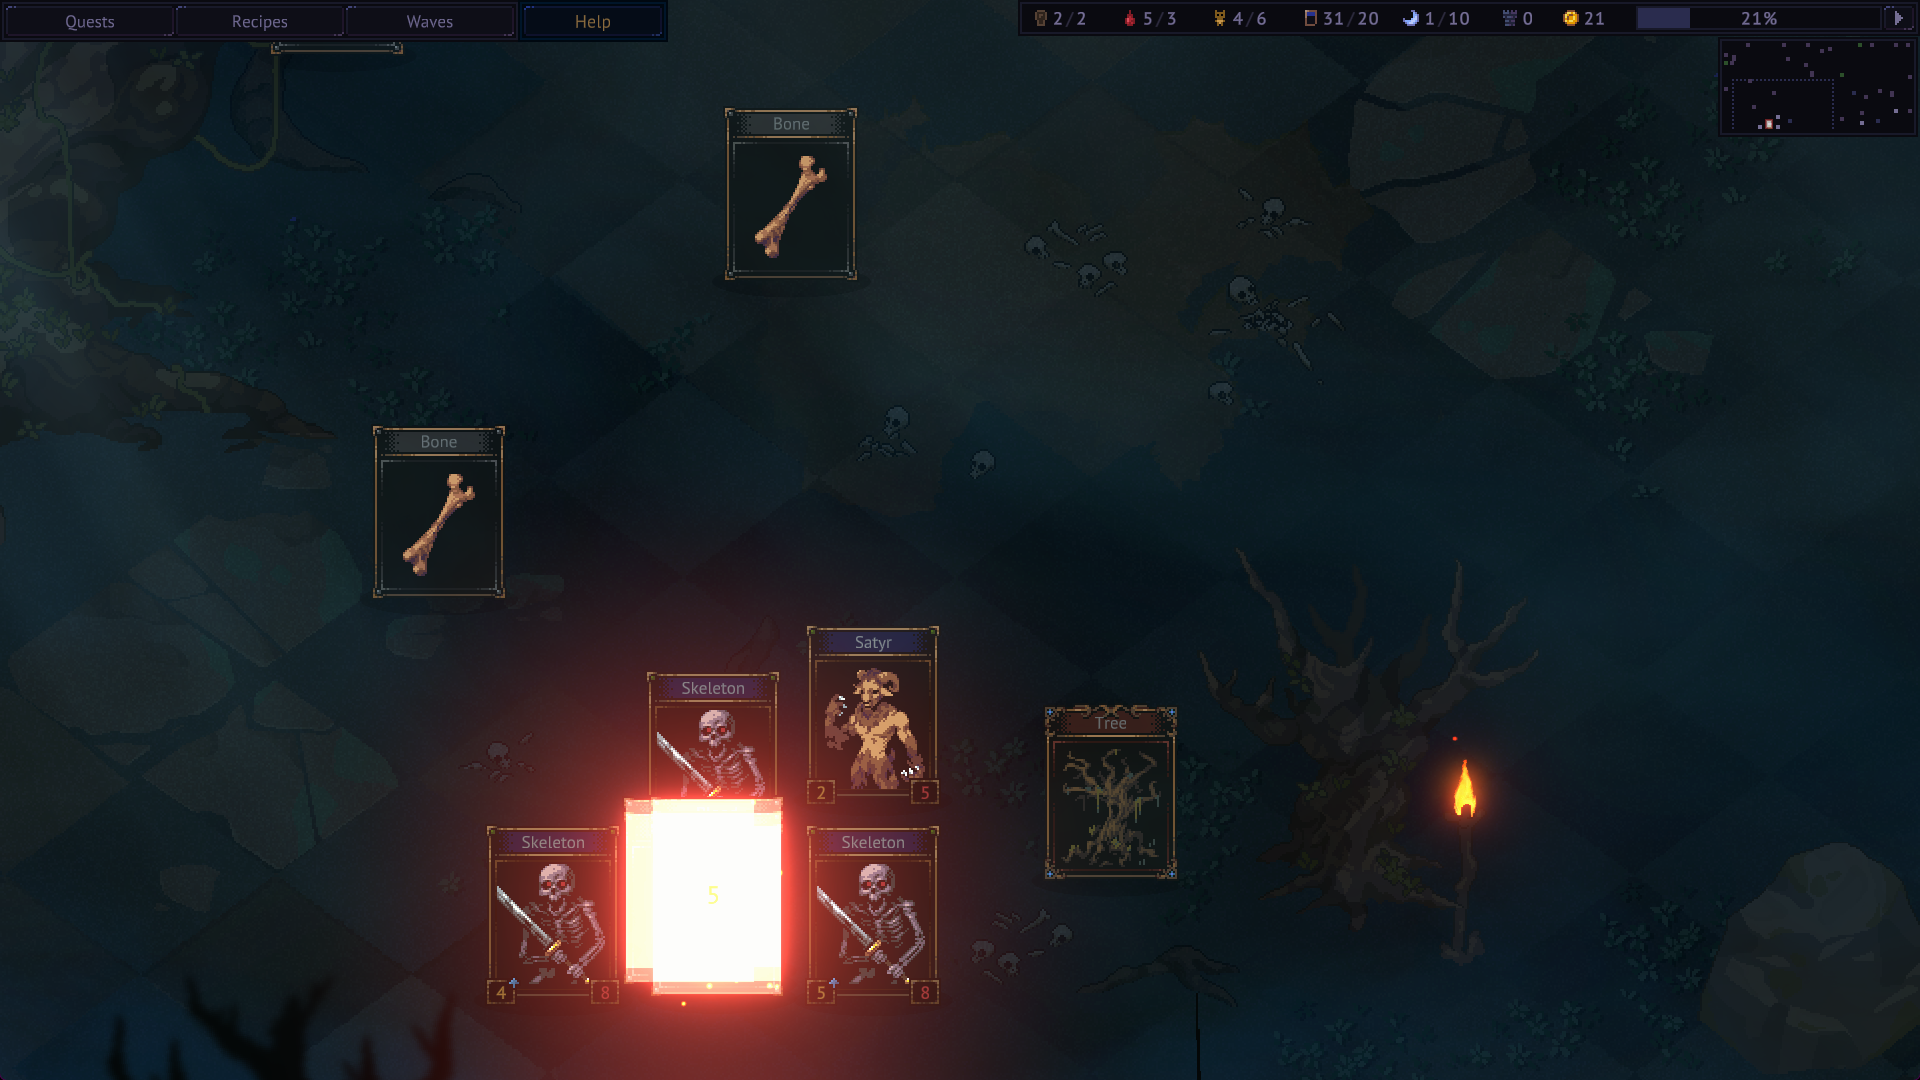 Quests
Recipes
Waves
Help
2/2
5/3
4/6
31/20
1/10
0
21
21%
Bone
Bone
Satyr
2
5
Skeleton
Tree
Skeleton
4
8
5
Skeleton
5
8